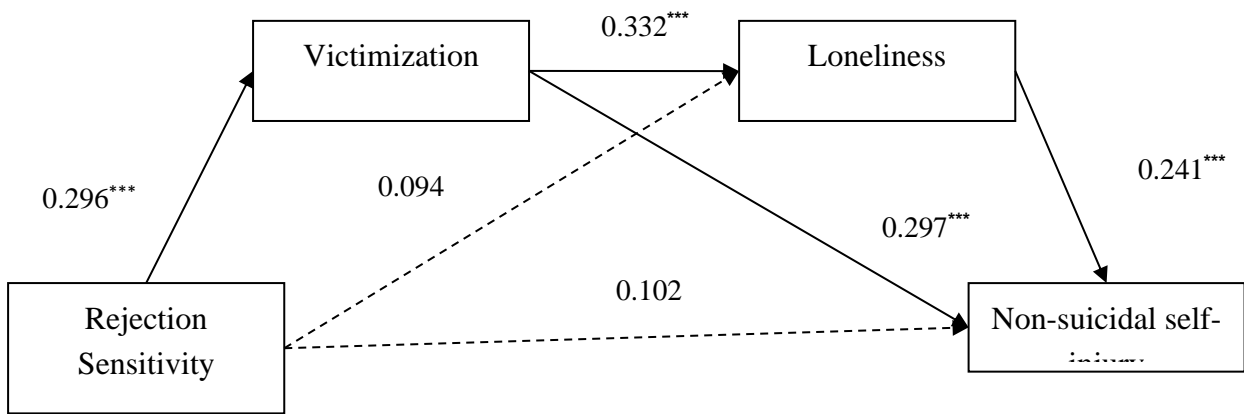 0.332***
Victimization
Loneliness
0.296***
0.094
0.241***
0.297***
0.102
Rejection
Sensitivity
Non-suicidal self-